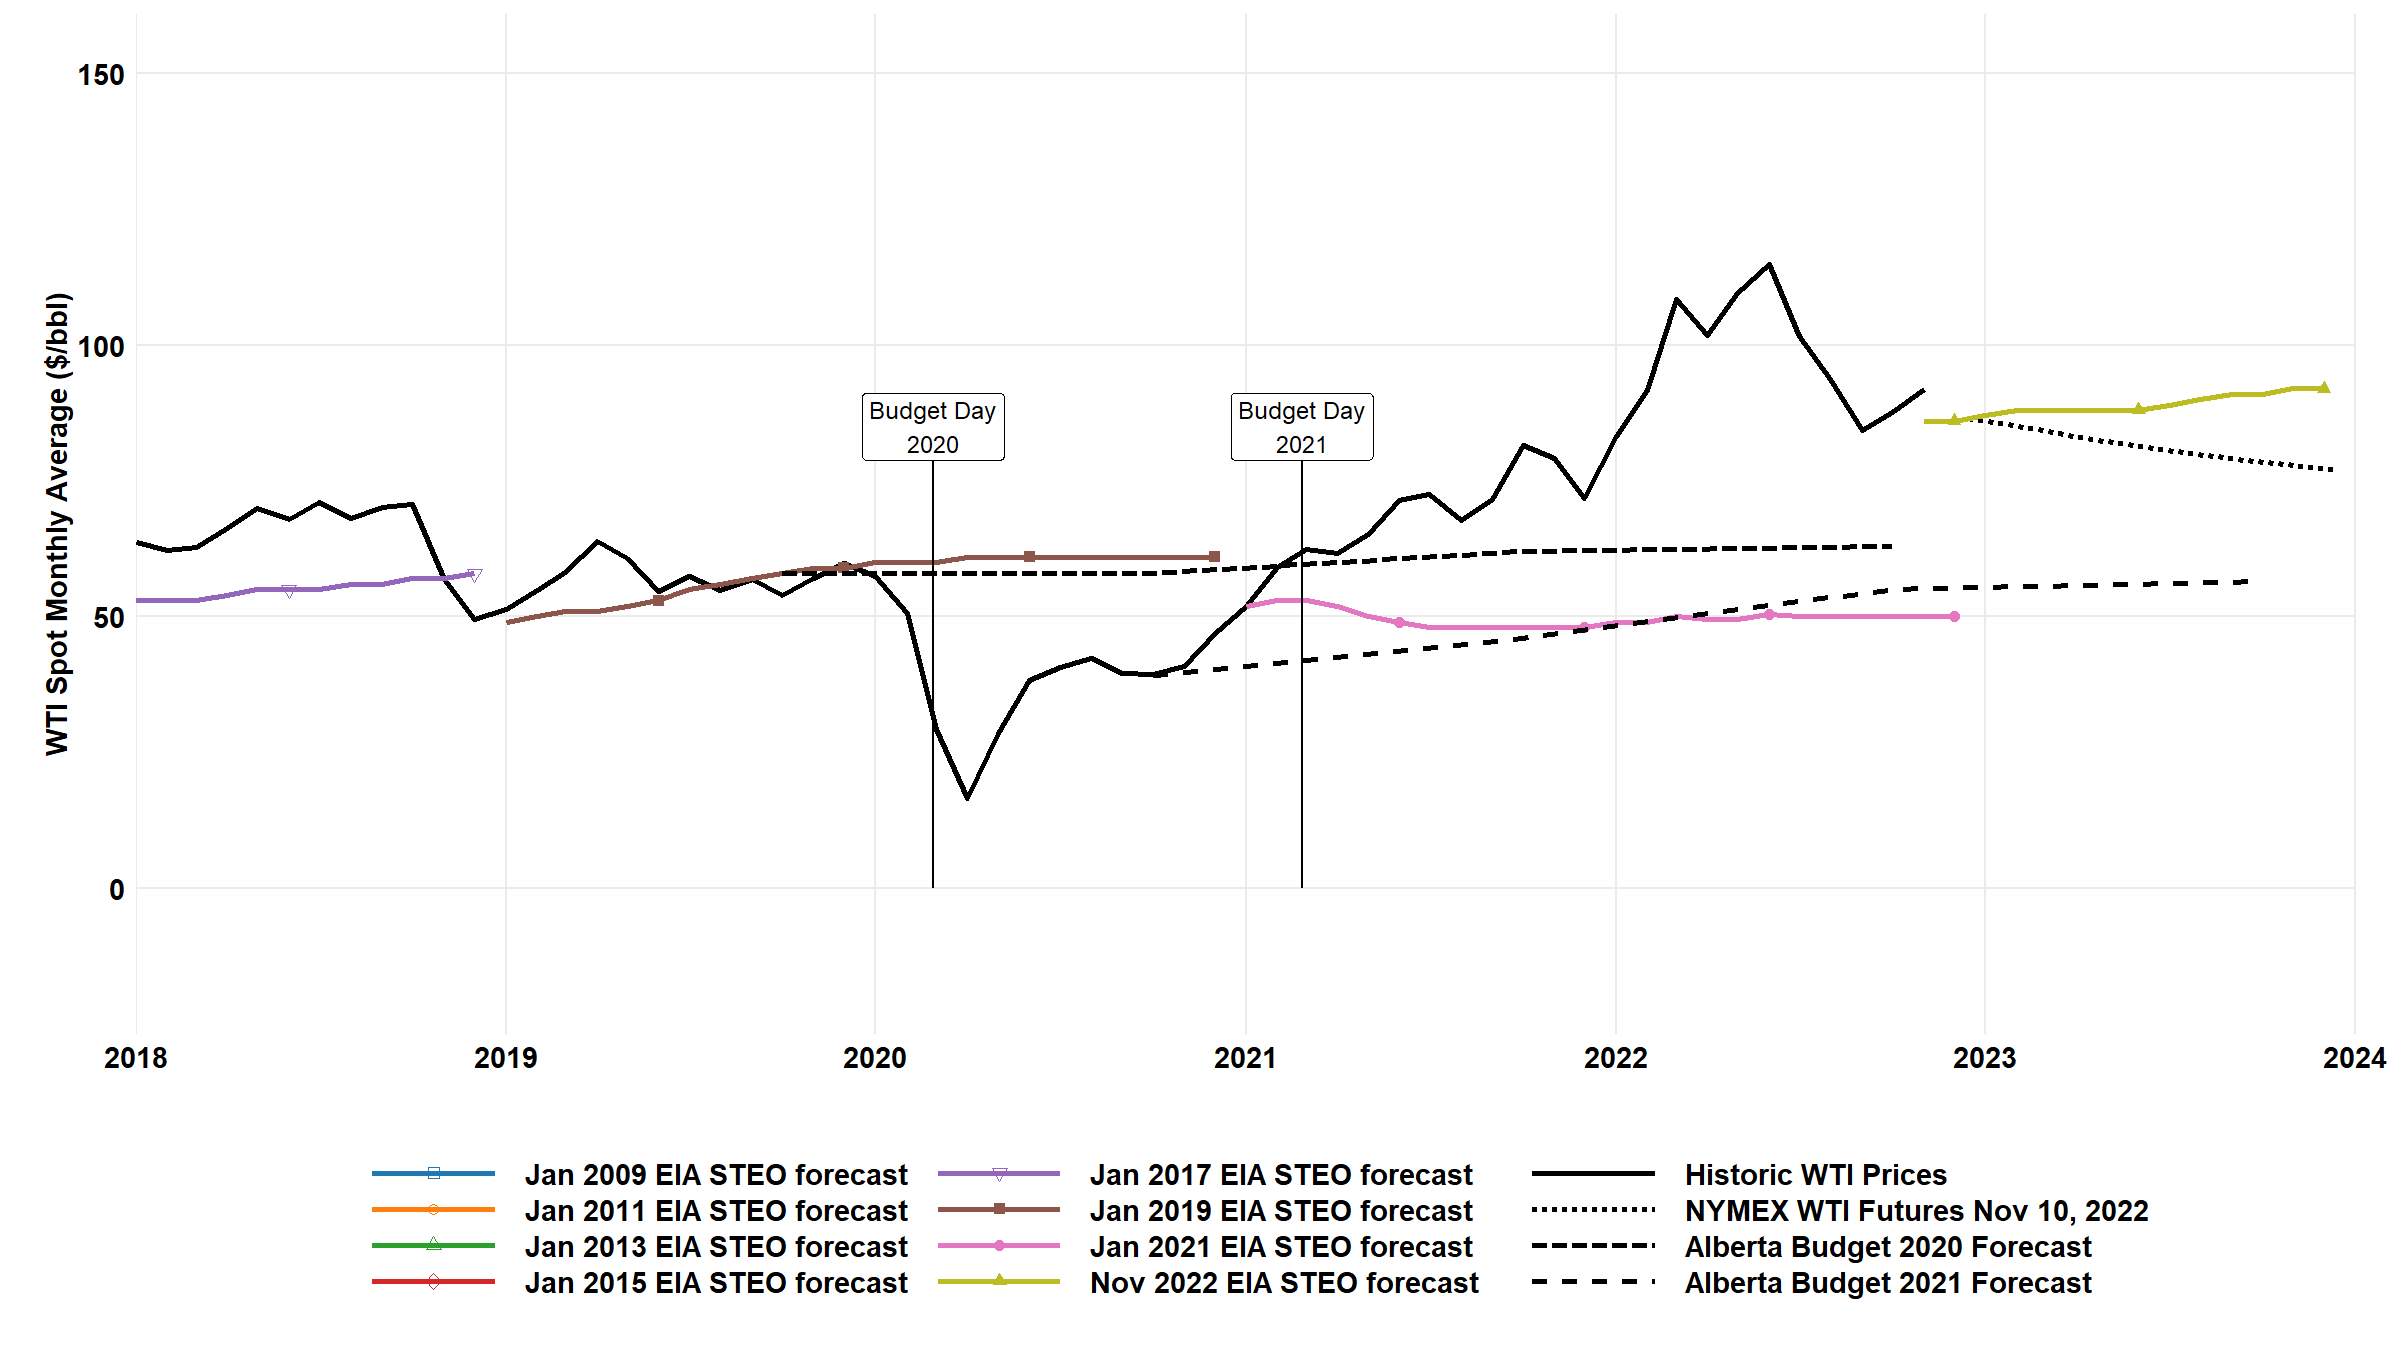 150
100
50
0
WTI Spot Monthly Average ($/bbl)
Budget Day
2020
Budget Day
2021
2018
2019
2020
2021
2022
2023
2024
Jan 2009 EIA STEO forecast
Jan 2011 EIA STEO forecast
Jan 2013 EIA STEO forecast
Jan 2015 EIA STEO forecast
Jan 2017 EIA STEO forecast
Jan 2019 EIA STEO forecast
Jan 2021 EIA STEO forecast
Nov 2022 EIA STEO forecast
Historic WTI Prices
NYMEX WTI Futures Nov 10, 2022
Alberta Budget 2020 Forecast
Alberta Budget 2021 Forecast